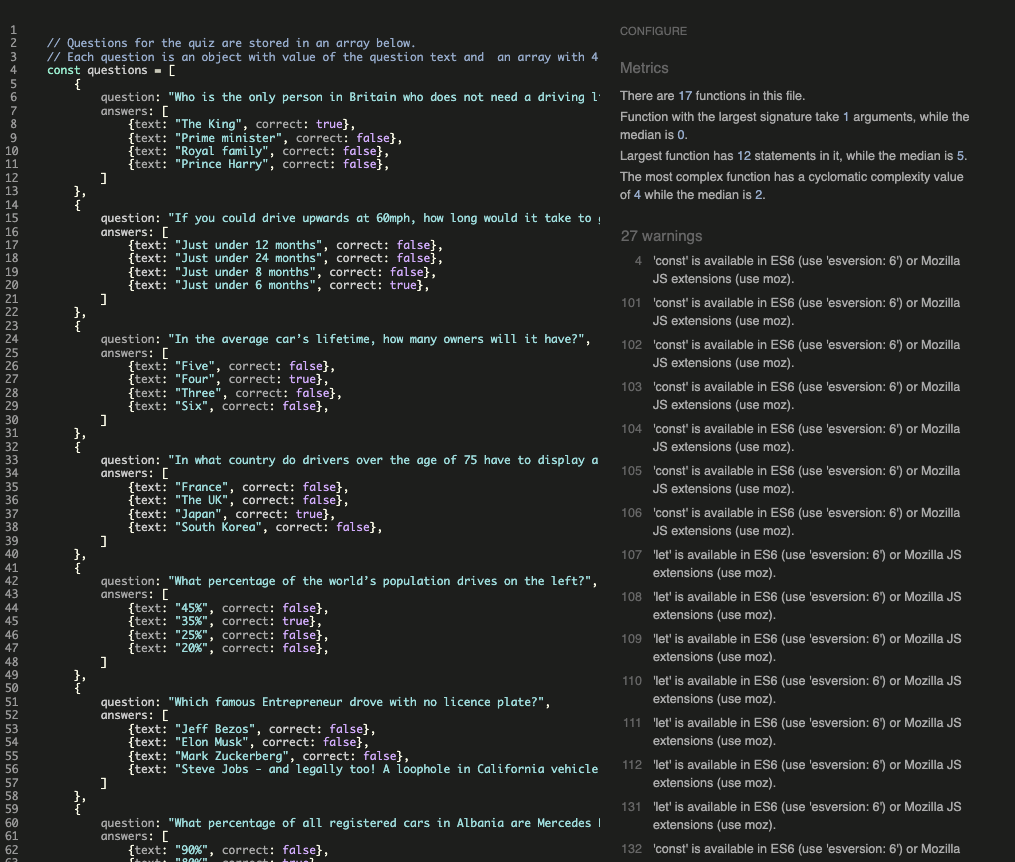 1
2 // Questions for the quiz are stored in an array below.
3 // Each question is an object with value of the question text and  an array with 4
4 const questions = [
5 {
6 question: "Who is the only person in Britain who does not need a driving l
7 answers: [
8 {text: "The King", correct: true},
9 {text: "Prime minister", correct: false},
10 {text: "Royal family", correct: false},
11 {text: "Prince Harry", correct: false},
12 ]
13 },
14 {
15 question: "If you could drive upwards at 60mph, how long would it take to
16 answers: [
17 {text: "Just under 12 months", correct: false},
18 {text: "Just under 24 months", correct: false},
19 {text: "Just under 8 months", correct: false},
20 {text: "Just under 6 months", correct: true},
21 ]
22 },
23 {
24 question: "In the average car’s lifetime, how many owners will it have?",
25 answers: [
26 {text: "Five", correct: false},
27 {text: "Four", correct: true},
28 {text: "Three", correct: false},
29 {text: "Six", correct: false},
30 ]
31 },
32 {
33 question: "In what country do drivers over the age of 75 have to display a
34 answers: [
35 {text: "France", correct: false},
36 {text: "The UK", correct: false},
37 {text: "Japan", correct: true},
38 {text: "South Korea", correct: false},
39 ]
40 },
41 {
42 question: "What percentage of the world’s population drives on the left?",
43 answers: [
44 {text: "45%", correct: false},
45 {text: "35%", correct: true},
46 {text: "25%", correct: false},
47 {text: "20%", correct: false},
48 ]
49 },
50 {
51 question: "Which famous Entrepreneur drove with no licence plate?",
52 answers: [
53 {text: "Jeff Bezos", correct: false},
54 {text: "Elon Musk", correct: false},
55 {text: "Mark Zuckerberg", correct: false},
56 {text: "Steve Jobs - and legally too! A loophole in California vehicle
57 ]
58 },
59 {
60 question: "What percentage of all registered cars in Albania are Mercedes
61 answers: [
62 {text: "90%", correct: false},
CONFIGURE
Metrics
There are 17 functions in this file.
Function with the largest signature take 1 arguments, while the
median is 0.
Largest function has 12 statements in it, while the median is 5.
The most complex function has a cyclomatic complexity value
of 4 while the median is 2.
27 warnings
4 'const' is available in ES6 (use 'esversion: 6') or Mozilla
JS extensions (use moz).
101 'const' is available in ES6 (use 'esversion: 6') or Mozilla
JS extensions (use moz).
102 'const' is available in ES6 (use 'esversion: 6') or Mozilla
JS extensions (use moz).
103 'const' is available in ES6 (use 'esversion: 6') or Mozilla
JS extensions (use moz).
104 'const' is available in ES6 (use 'esversion: 6') or Mozilla
JS extensions (use moz).
105 'const' is available in ES6 (use 'esversion: 6') or Mozilla
JS extensions (use moz).
106 'const' is available in ES6 (use 'esversion: 6') or Mozilla
JS extensions (use moz).
107 'let' is available in ES6 (use 'esversion: 6') or Mozilla JS
extensions (use moz).
108 'let' is available in ES6 (use 'esversion: 6') or Mozilla JS
extensions (use moz).
109 'let' is available in ES6 (use 'esversion: 6') or Mozilla JS
extensions (use moz).
110 'let' is available in ES6 (use 'esversion: 6') or Mozilla JS
extensions (use moz).
111 'let' is available in ES6 (use 'esversion: 6') or Mozilla JS
extensions (use moz).
112 'let' is available in ES6 (use 'esversion: 6') or Mozilla JS
extensions (use moz).
131 'let' is available in ES6 (use 'esversion: 6') or Mozilla JS
extensions (use moz).
132 'const' is available in ES6 (use 'esversion: 6') or Mozilla